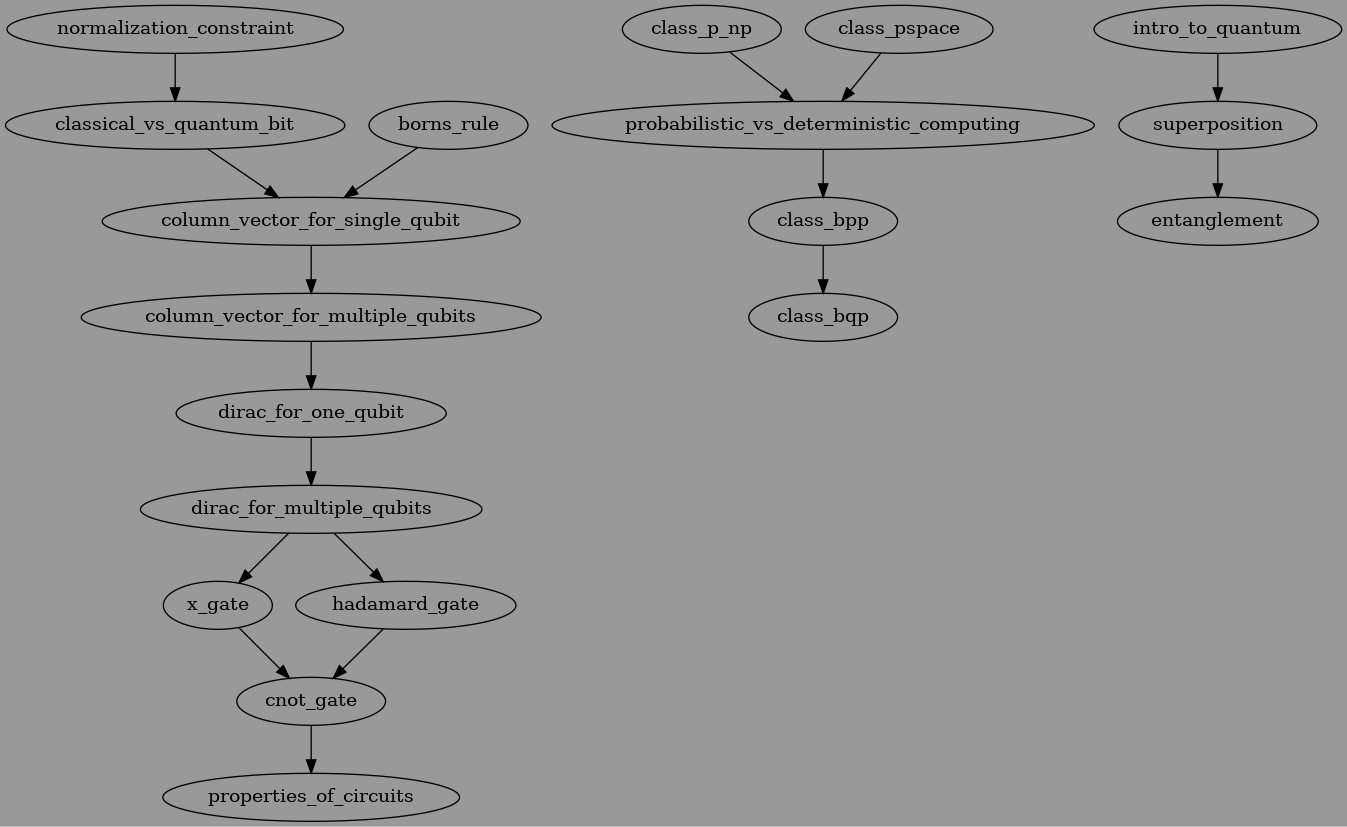 normalization_constraint
class_p_np
class_pspace
intro_to_quantum
classical_vs_quantum_bit
borns_rule
probabilistic_vs_deterministic_computing
superposition
column_vector_for_single_qubit
class_bpp
entanglement
column_vector_for_multiple_qubits
class_bqp
dirac_for_one_qubit
dirac_for_multiple_qubits
x_gate
hadamard_gate
cnot_gate
properties_of_circuits